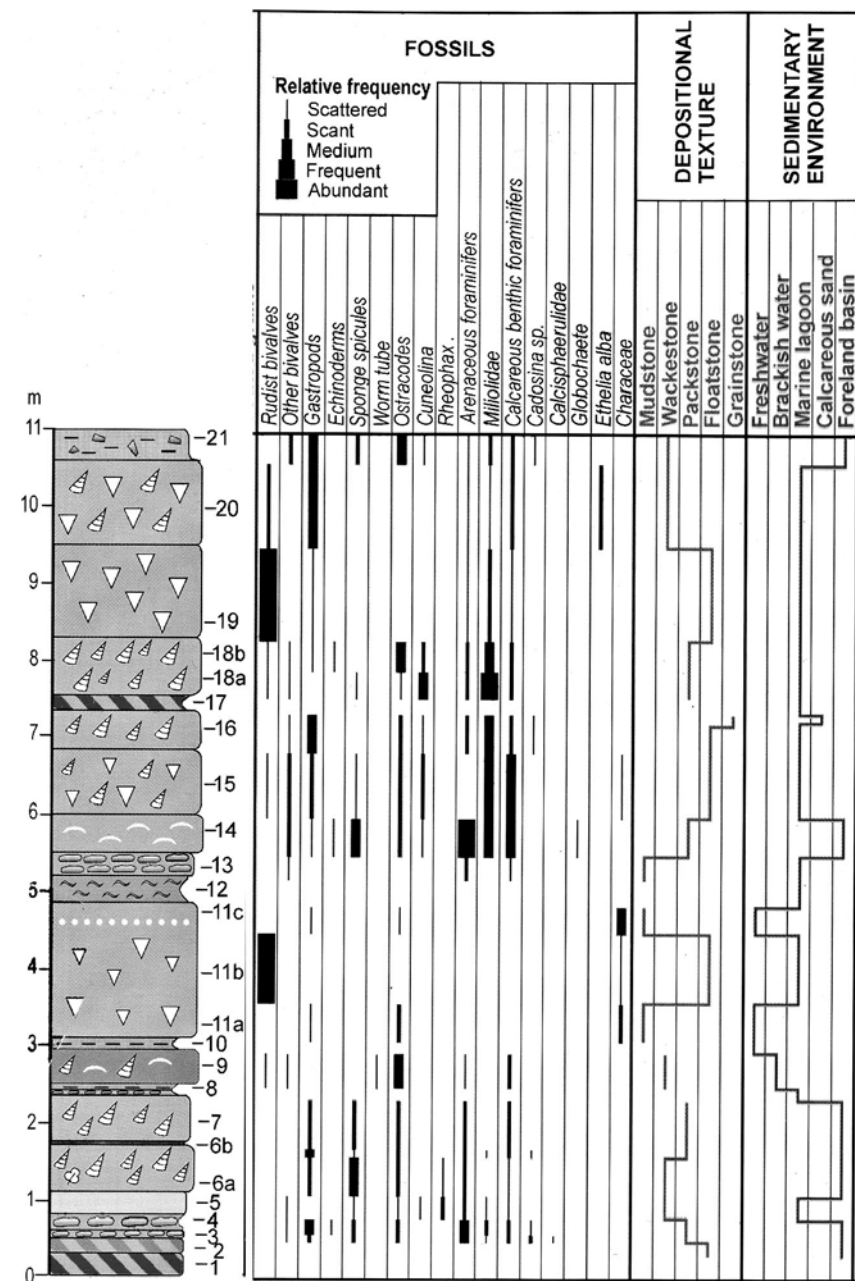 FOSSILS
Relative frequency
Scattered
Scant
Medium
Frequent
Abundant
DEPOSITIONAL
TEXTURE
SEDIMENTARY
ENVIRONMENT
Rudist bivalves
Other bivalves
Gastropods
Echinoderms
Sponge spicules
Worm tube
Ostracodes
Cuneolina
Rheophax .
Arenaceous foraminifers
Miliolidae
Calcareous benthic foraminifers
Cadosina sp.
Calcisphaerulidae
Globochaete
Ethelia alba
Characeae
Mudstone
Wackestone
Packstone
Floatstone
Grainstone
Freshwater
Brackish water
Marine lagoon
Calcareous sand
Foreland basin
m
11
-21
10
-20
9
-19
8
-18b
-18a
-17
7
-16
-15
6
-14
-13
5
-12
-11c
4
-11b
-11a
3
-10
-9
-8
2
-7
-6b
-6a
1
-5
-4
-3
-2
-1
0